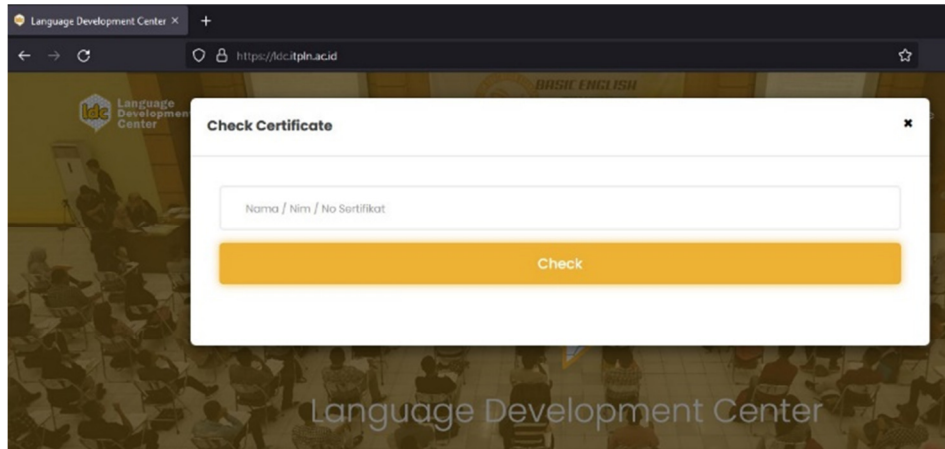 Language Development Center
https://ldc.itpln.ac.id
BASIC ENGLISH
ldc
Language
Development
Center
Check Certificate
Nama / Nim / No Sertifikat
Check
Language Development Center